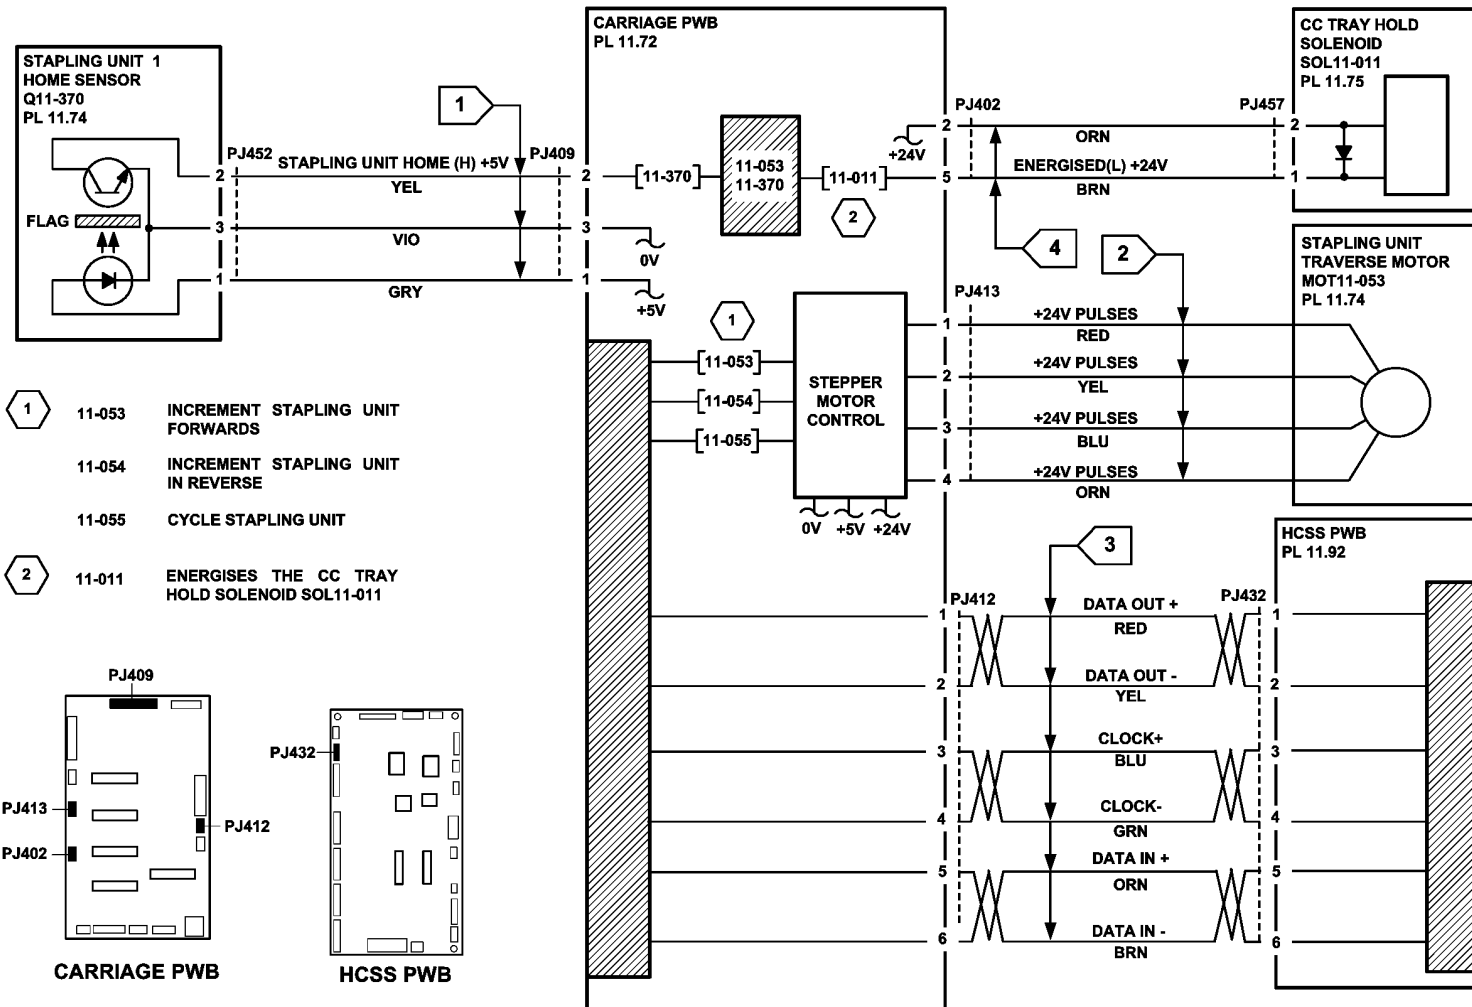 CARRIAGE PWB
PL 11.72
CC TRAY HOLD
SOLENOID
SOL11-011
PL 11.75
STAPLING UNIT 1
HOME SENSOR
Q11-370
PL 11.74
1
PJ452
STAPLING UNIT HOME (H) +5V
PJ409
2
YEL
2
FLAG
3
VIO
3
0V
1
GRY
1
+5V
[11-370]
11-053
11-370
[11-011]
2
+24V
2
PJ402
ORN
PJ457
2
5
ENERGISED(L) +24V
BRN
1
4
2
STAPLING UNIT
TRAVERSE MOTOR
MOT11-053
PL 11.74
PJ413
1
+24V PULSES
RED
2
+24V PULSES
YEL
3
+24V PULSES
BLU
4
+24V PULSES
ORN
1
[11-053]
[11-054]
[11-055]
STEPPER
MOTOR
CONTROL
0V +5V +24V
1
11-053 INCREMENT STAPLING UNIT
FORWARDS
11-054 INCREMENT STAPLING UNIT
IN REVERSE
11-055 CYCLE STAPLING UNIT
2
11-011 ENERGISES THE CC TRAY
HOLD SOLENOID SOL11-011
3
HCSS PWB
PL 11.92
PJ412
PJ432
1
DATA OUT +
RED
1
2
DATA OUT -
YEL
2
3
CLOCK+
BLU
3
4
CLOCK-
GRN
4
5
DATA IN +
ORN
5
6
DATA IN -
BRN
6
PJ409
PJ413
PJ412
PJ402
CARRIAGE PWB
PJ432
HCSS PWB